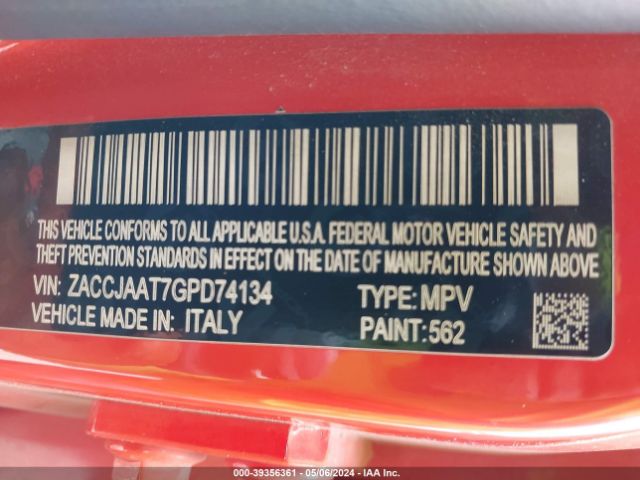 THIS VEHICLE CONFORMS TO ALL APPLICABLE U.S.A. FEDERAL MOTOR VEHICLE SAFETY AND
THEFT PREVENTION STANDARDS IN EFFECT ON THE DATE OF MANUFACTURE SHOWN ABOVE
VIN: ZACCJAAT7GPD74134 TYPE: MPV
VEHICLE MADE IN: ITALY PAINT:562
000-39356361 - 05/06/2024 - IAA Inc.